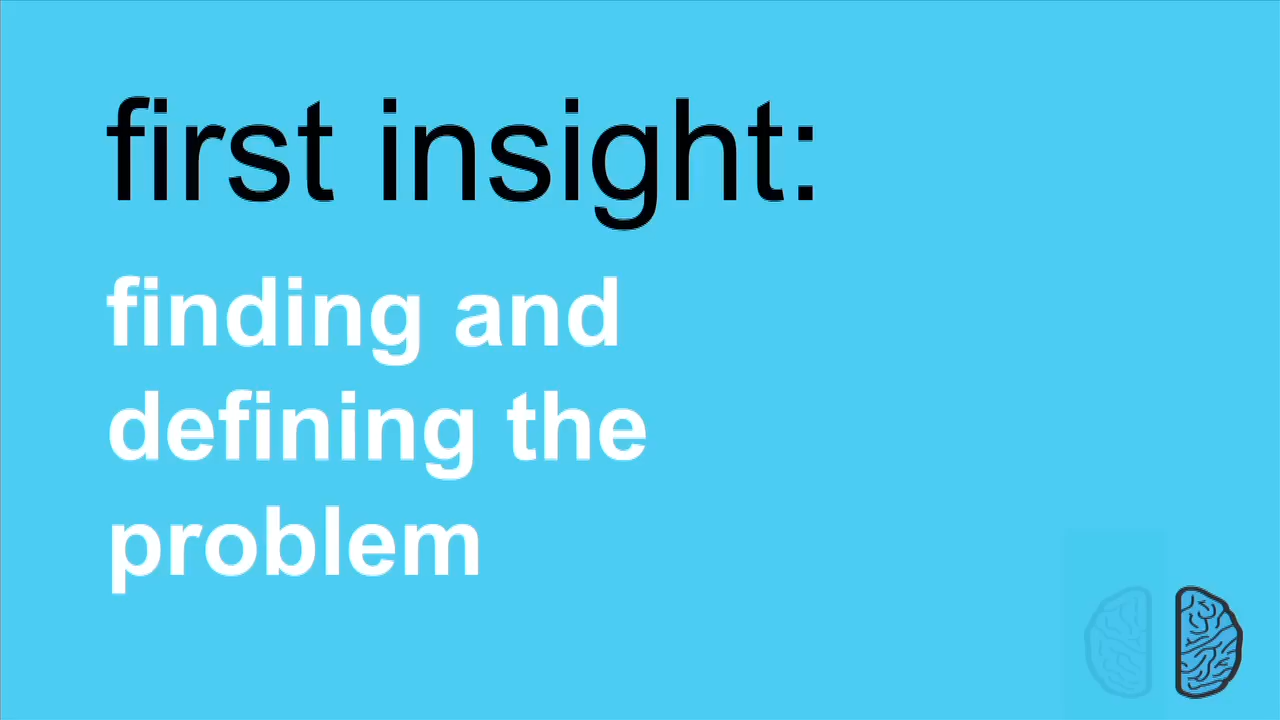 first insight:
finding and
defining the
problem